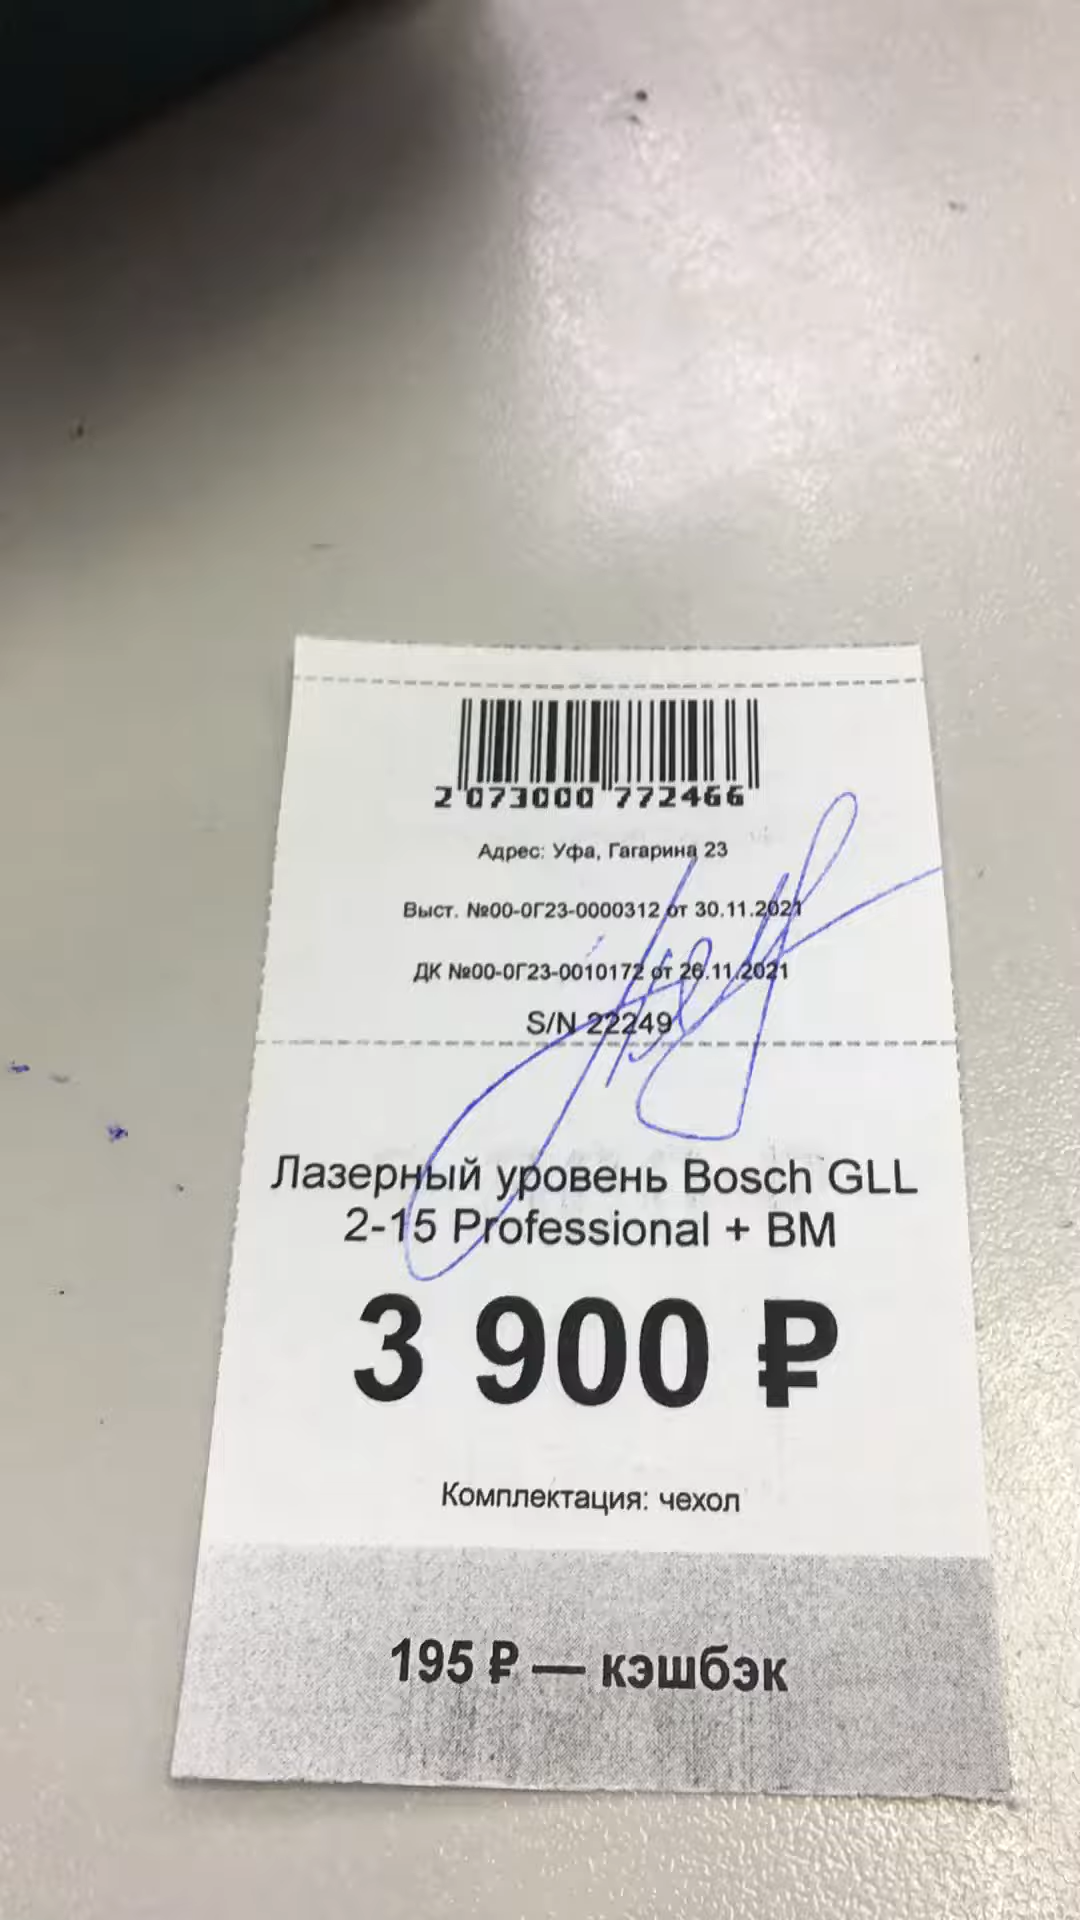 2 073000 772466
Адрес: Уфа, Гагарина 23
Выст. №00-0Г23-0000312 от 30.11.2021
ДК №00-0Г23-0010172 от 26.11.2021
S/N 22249
Лазерный уровень Bosch GLL
2-15 Professional + BM
3 900 ₽
Комплектация: чехол
195 ₽ — кэшбэк